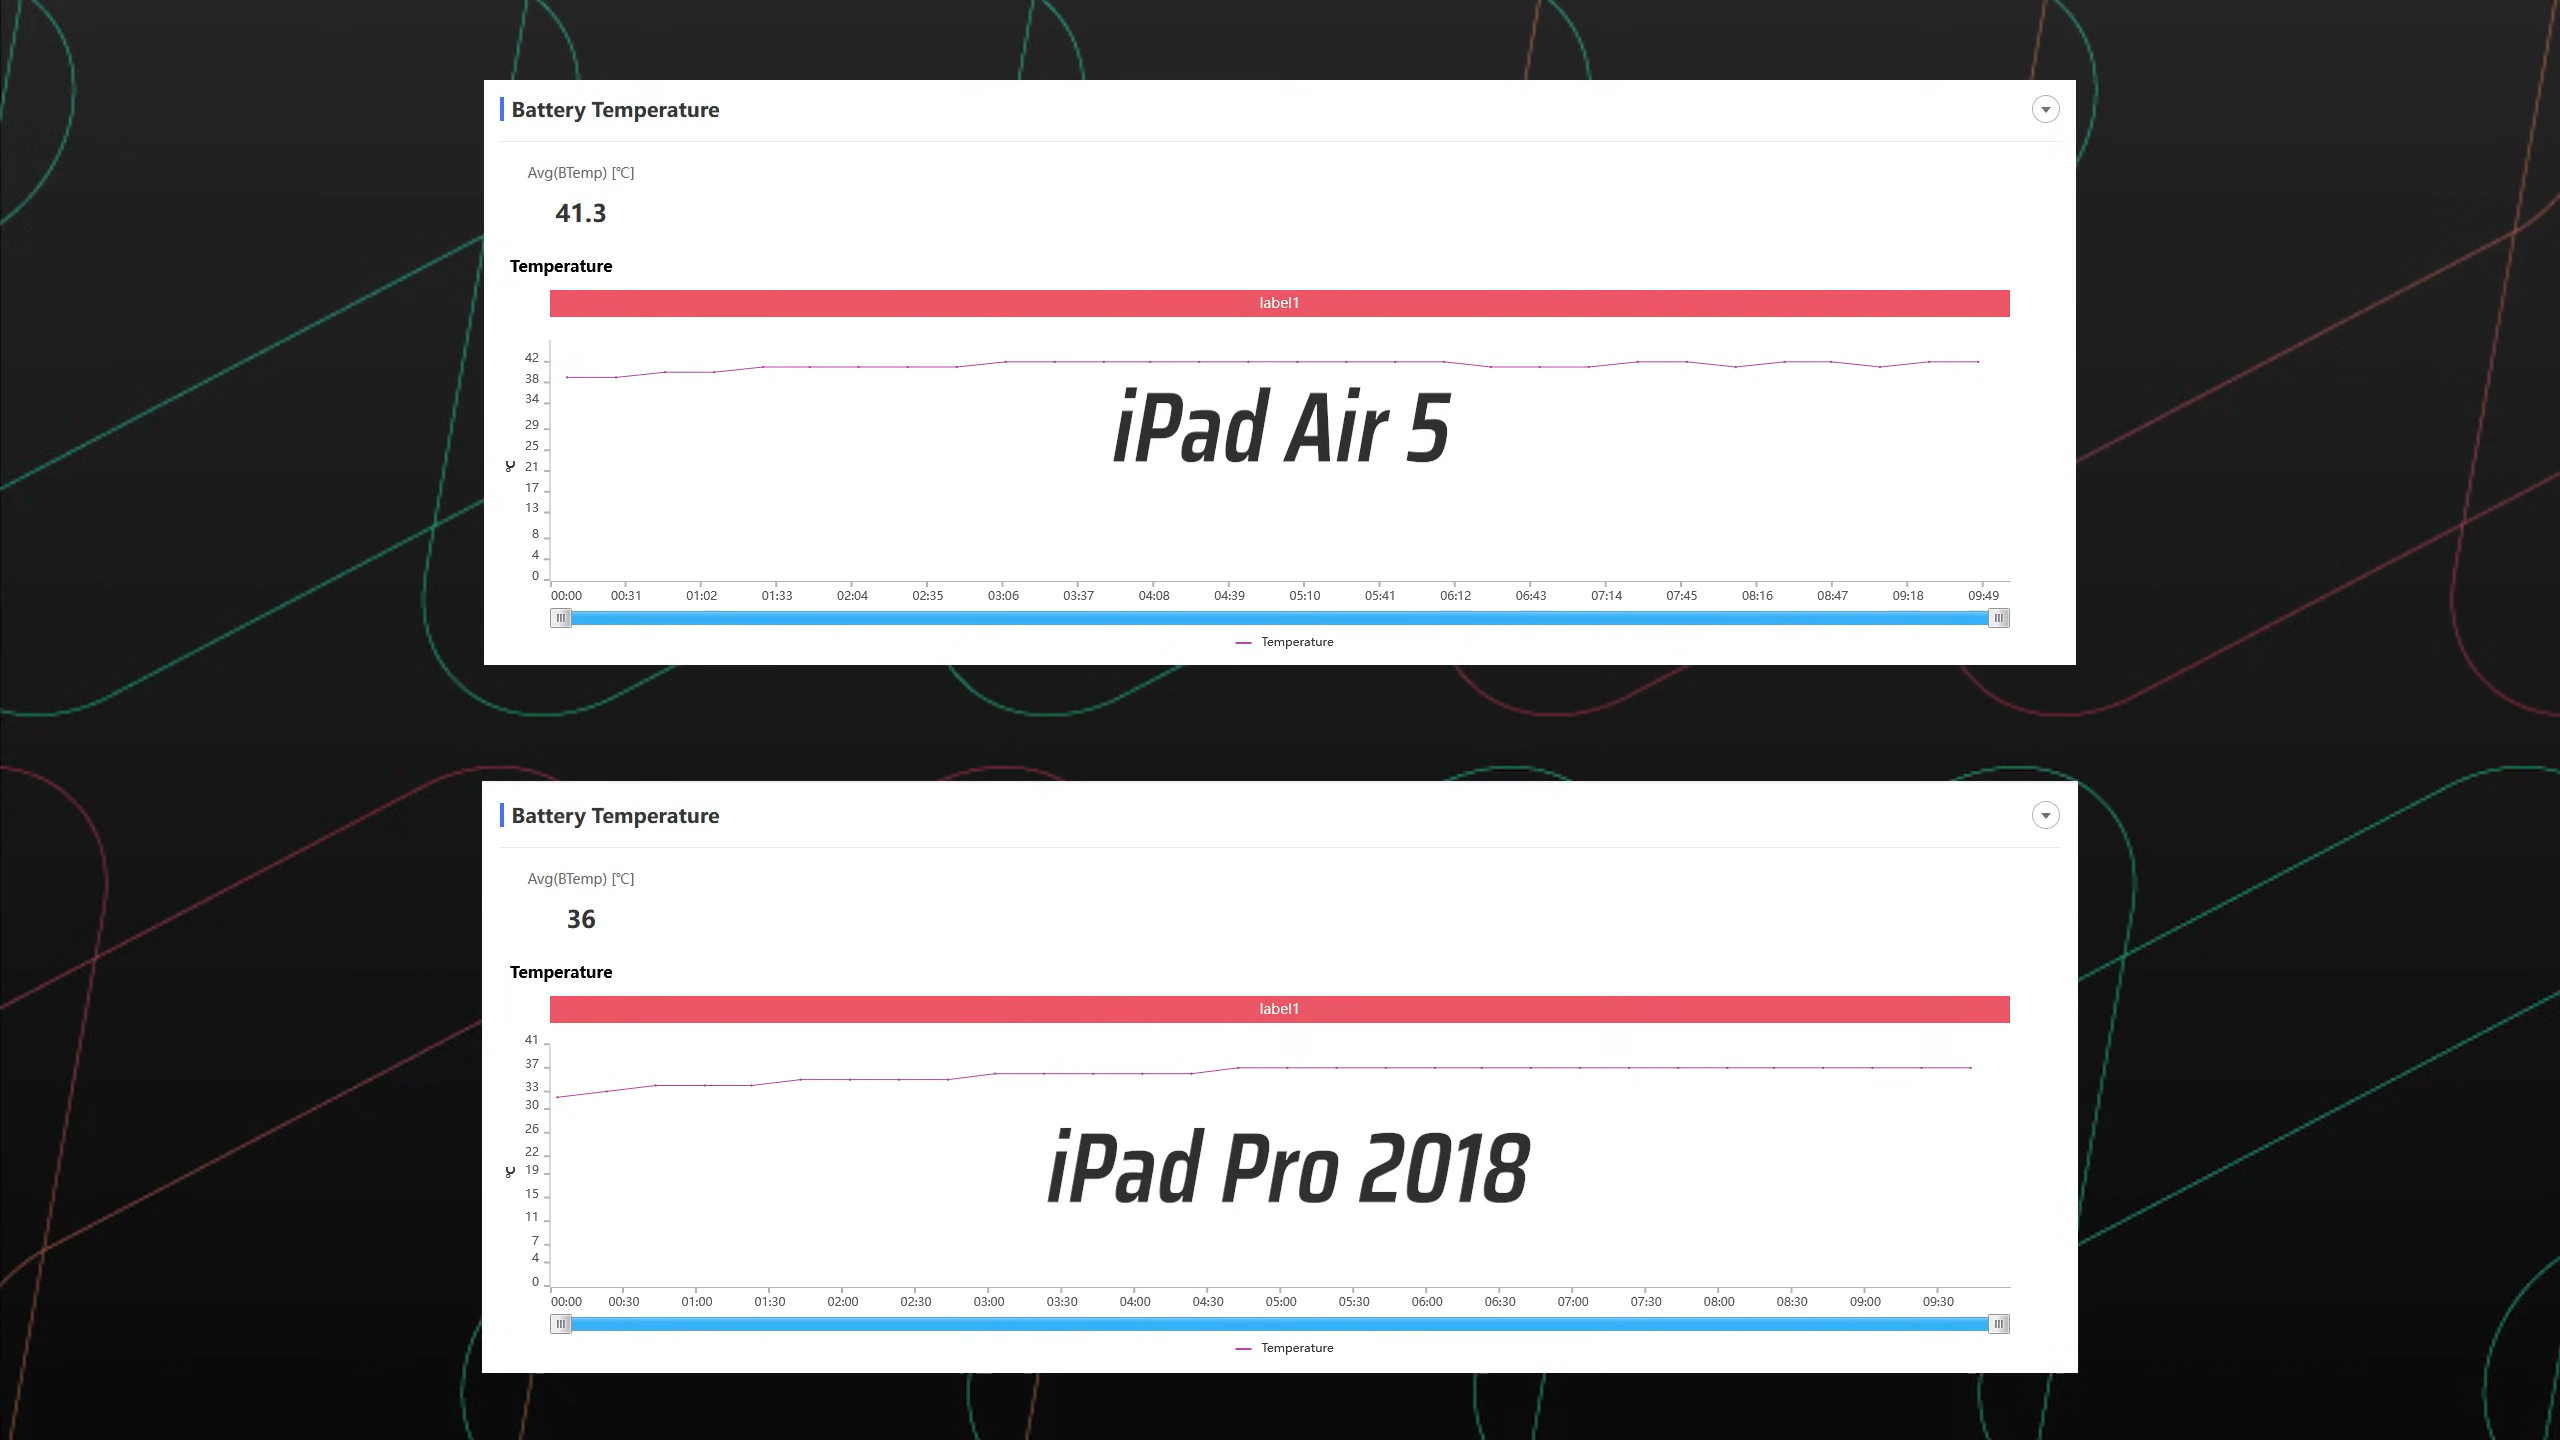 Battery Temperature
Avg(BTemp) [℃]
41.3
Temperature
label1
42
38
34
29
25
21
17
13
8
4
0
℃
iPad Air 5
00:00 00:31 01:02 01:33 02:04 02:35 03:06 03:37 04:08 04:39 05:10 05:41 06:12 06:43 07:14 07:45 08:16 08:47 09:18 09:49
Temperature
Battery Temperature
Avg(BTemp) [℃]
36
Temperature
label1
41
37
33
30
26
22
19
15
11
7
4
0
℃
iPad Pro 2018
00:00 00:30 01:00 01:30 02:00 02:30 03:00 03:30 04:00 04:30 05:00 05:30 06:00 06:30 07:00 07:30 08:00 08:30 09:00 09:30
Temperature